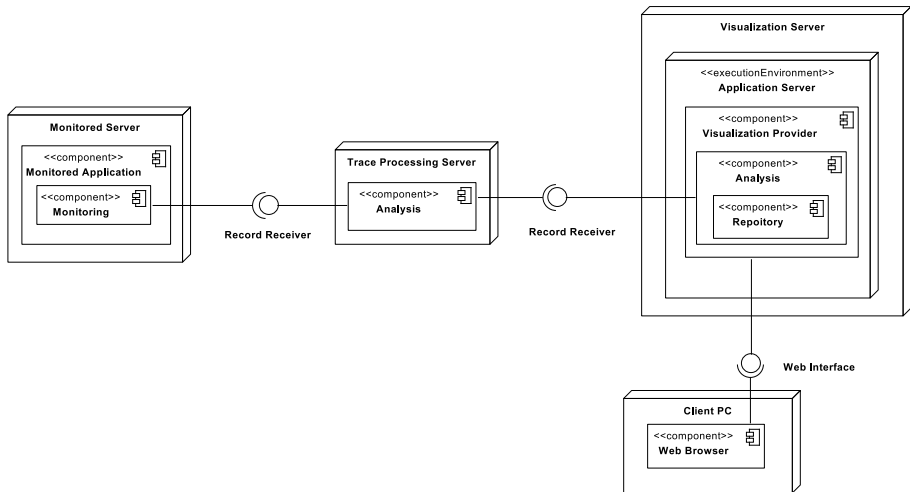 Visualization Server
<<executionEnvironment>>
Application Server
<<component>>
Visualization Provider
<<component>>
Analysis
<<component>>
Repoitory
Monitored Server
<<component>>
Monitored Application
<<component>>
Monitoring
Record Receiver
Trace Processing Server
<<component>>
Analysis
Record Receiver
Web Interface
Client PC
<<component>>
Web Browser